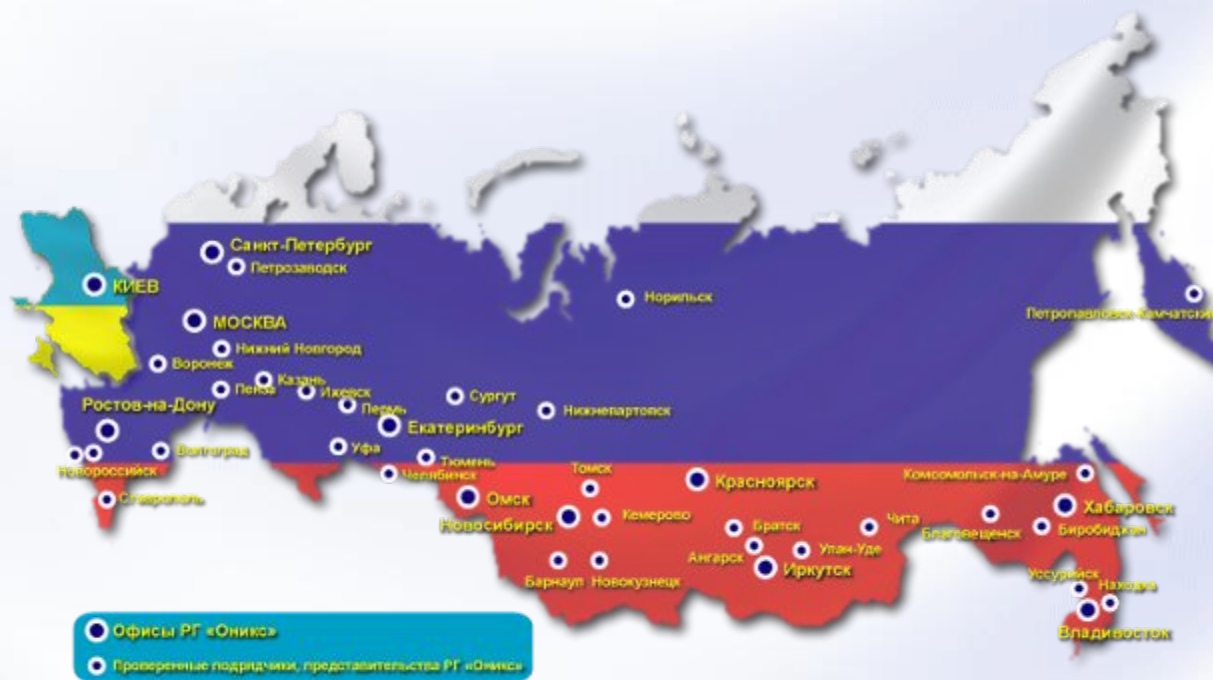 Санкт-Петербург
Петрозаводск
КИЕВ
Норильск
Петропавловск-Камчатский
МОСКВА
Нижний Новгород
Воронеж
Казань
Пенза
Ижевск
Сургут
Ростов-на-Дону
Пермь
Нижневартовск
Екатеринбург
Волгоград
Уфа
Тюмень
Новороссийск
Челябинск
Томск
Комсомольск-на-Амуре
Красноярск
Ставрополь
Омск
Хабаровск
Новосибирск
Кемерово
Братск
Чита
Благовещенск
Биробиджан
Ангарск
Улан-Удэ
Иркутск
Барнаул
Новокузнецк
Уссурийск
Находка
Владивосток
Офисы РГ «Оникс»
Проверенные подрядчики, представительства РГ «Оникс»